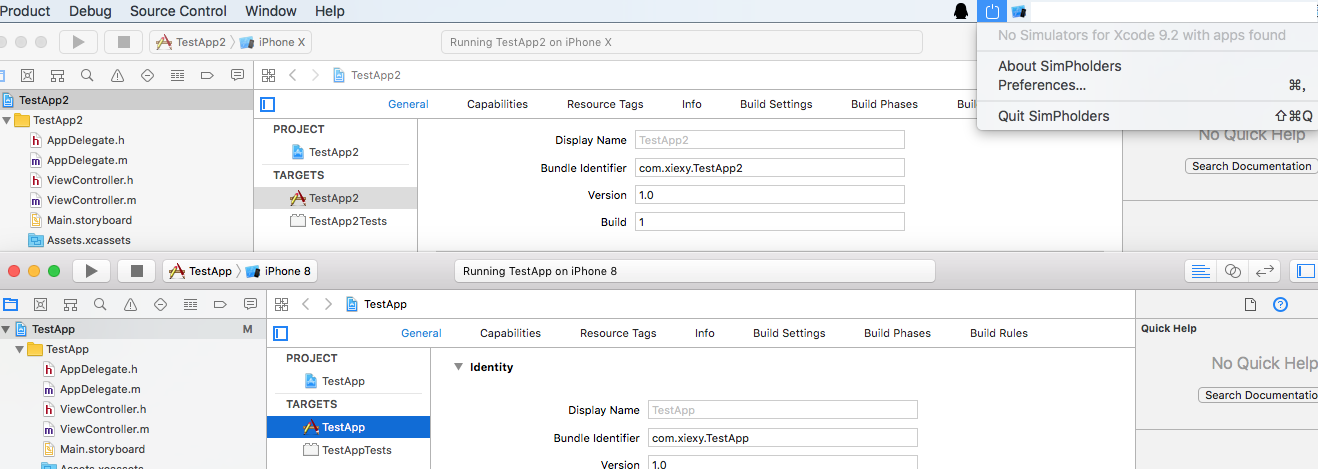 Product Debug Source Control Window Help
No Simulators for Xcode 9.2 with apps found
About SimPholders
Preferences... ⌘,
Quit SimPholders ⇧⌘Q
TestApp2 iPhone X
Running TestApp2 on iPhone X
TestApp2
TestApp2
TestApp2
h AppDelegate.h
m AppDelegate.m
h ViewController.h
m ViewController.m
Main.storyboard
Assets.xcassets
General Capabilities Resource Tags Info Build Settings Build Phases
PROJECT
TestApp2
TARGETS
TestApp2
TestApp2Tests
Display Name TestApp2
Bundle Identifier com.xiexy.TestApp2
Version 1.0
Build 1
No Quick Help
Search Documentation
TestApp iPhone 8
Running TestApp on iPhone 8
TestApp
TestApp M
TestApp
h AppDelegate.h
m AppDelegate.m
h ViewController.h
m ViewController.m
Main.storyboard
Assets.xcassets
General Capabilities Resource Tags Info Build Settings Build Phases Build Rules
PROJECT
TestApp
TARGETS
TestApp
TestAppTests
Identity
Display Name TestApp
Bundle Identifier com.xiexy.TestApp
Version 1.0
?
Quick Help
No Quick Help
Search Documentatio